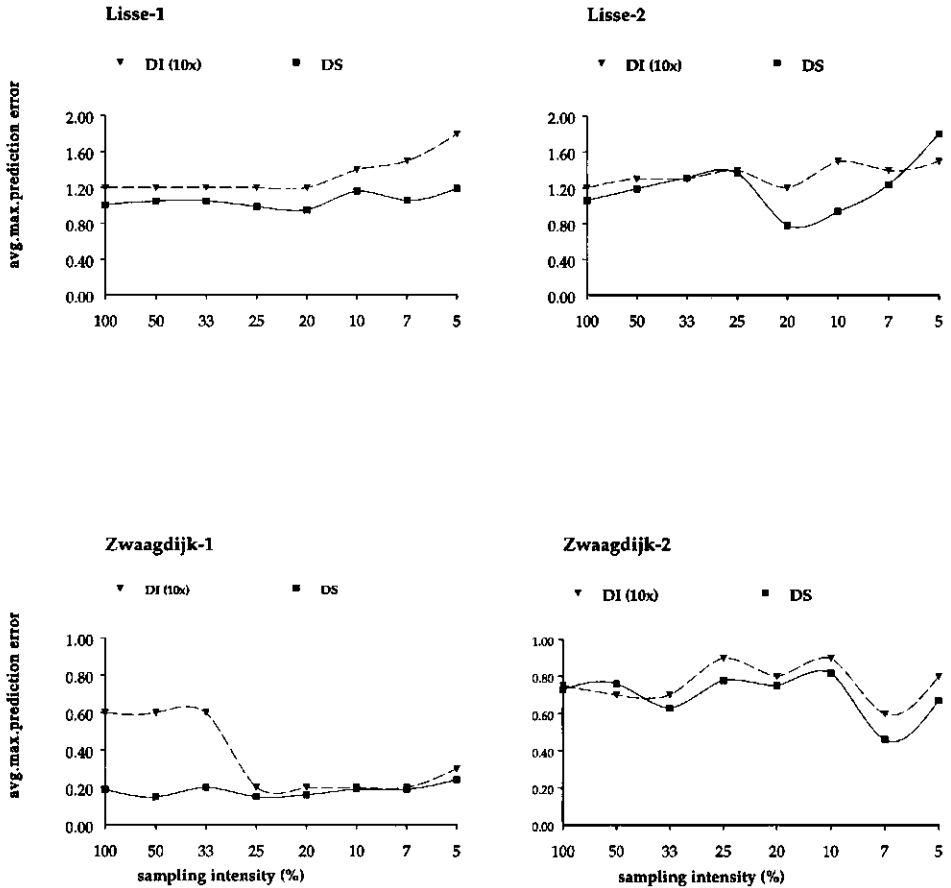 Lisse-1
DI (10x) DS
avg.max.prediction error
2.00
1.60
1.20
0.80
0.40
0.00
100 50 33 25 20 10 7 5
Lisse-2
DI (10x) DS
2.00
1.60
1.20
0.80
0.40
0.00
100 50 33 25 20 10 7 5
Zwaagdijk-1
DI (10x) DS
avg.max.prediction error
1.00
0.80
0.60
0.40
0.20
0.00
100 50 33 25 20 10 7 5
sampling intensity (%)
Zwaagdijk-2
DI (10x) DS
1.00
0.80
0.60
0.40
0.20
0.00
100 50 33 25 20 10 7 5
sampling intensity (%)